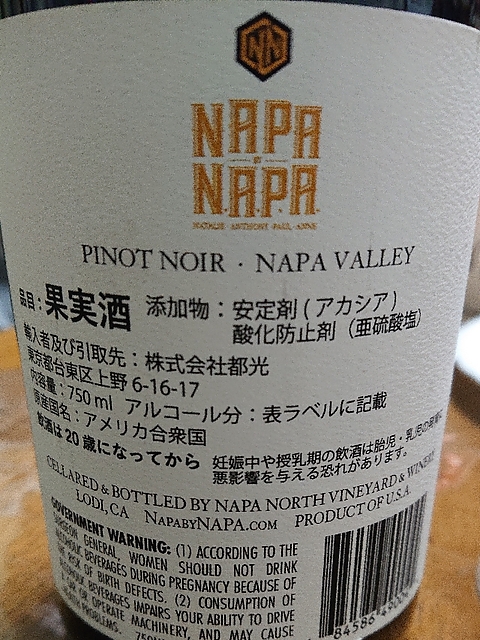 NN
NAPA
BY
N.A.P.A.
NATALIE ANTHONY PAUL ANNE
PINOT NOIR · NAPA VALLEY
品目：果実酒 添加物：安定剤(アカシア)
酸化防止剤（亜硫酸塩）
輸入者及び引取先：株式会社都光
東京都台東区上野 6-16-17
内容量：750 ml アルコール分：表ラベルに記載
原産国名：アメリカ合衆国
飲酒は20歳になってから
妊娠中や授乳期の飲酒は胎児・乳児の発育に
悪影響を与える恐れがあります。
CELLARED & BOTTLED BY NAPA NORTH VINEYARD & WINERY
LODI, CA NAPABYNAPA.COM PRODUCT OF U.S.A.
GOVERNMENT WARNING: (1) ACCORDING TO THE
SURGEON GENERAL, WOMEN SHOULD NOT DRINK
ALCOHOLIC BEVERAGES DURING PREGNANCY BECAUSE OF
THE RISK OF BIRTH DEFECTS. (2) CONSUMPTION OF
ALCOHOLIC BEVERAGES IMPAIRS YOUR ABILITY TO DRIVE
A CAR OR OPERATE MACHINERY, AND MAY CAUSE
HEALTH PROBLEMS. 750M